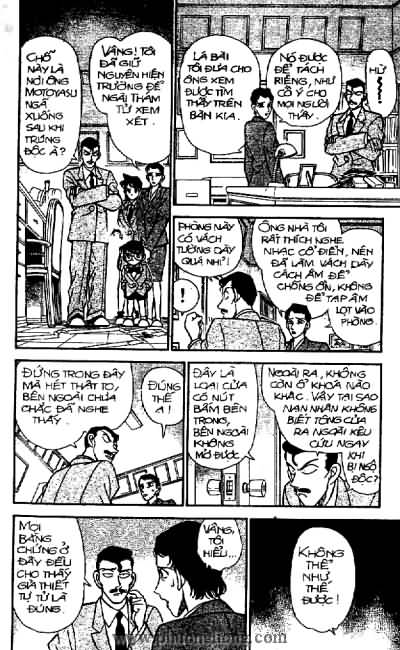 CHỖ
NÀY LÀ
NƠI ÔNG
MOTOYASU
NGÃ
XUỐNG
SAU KHI
TRÚNG
ĐỘC À?
VÂNG! TÔI
ĐÃ GIỮ
NGUYÊN HIỆN
TRƯỜNG ĐỂ
NGÀI THÁM
TỬ XEM
XÉT.
LÁ BÀI
TÔI ĐƯA CHO
ÔNG XEM
ĐƯỢC TÌM
THẤY TRÊN
BÀN KIA.
NÓ ĐƯỢC
ĐỂ TÁCH
RIÊNG, NHƯ
CỐ Ý CHO
MỌI NGƯỜI
THẤY.
HỪ
PHÒNG NÀY
CÓ VÁCH
TƯỜNG DÀY
QUÁ NHỈ?!
!
ÔNG NHÀ TÔI
RẤT THÍCH NGHE
NHẠC CỔ ĐIỂN, NÊN
ĐÃ LÀM VÁCH DÀY
CÁCH ÂM ĐỂ
CHỐNG ỒN, KHÔNG
ĐỂ TẠP ÂM
LỌT VÀO
PHÒNG.
ĐỨNG TRONG ĐÂY
MÀ HÉT THẬT TO,
BÊN NGOÀI CHƯA
CHẮC ĐÃ NGHE
THẤY.
ĐÚNG
THẾ
Ạ!
ĐÂY LÀ
LOẠI CỬA
CÓ NÚT
BẤM BÊN
TRONG,
BÊN NGOÀI
KHÔNG
MỞ ĐƯỢC
NGOÀI RA, KHÔNG
CÒN Ổ KHOÁ NÀO
KHÁC. VẬY TẠI SAO
NẠN NHÂN KHÔNG
BIẾT TÔNG CỬA
RA NGOÀI KÊU
CỨU NGAY
KHI
BỊ NGỘ
ĐỘC?
MỌI
BẰNG
CHỨNG Ở
ĐÂY ĐỀU
CHO THẤY
GIẢ THIẾT
TỰ TỬ LÀ
ĐÚNG.
VÂNG,
TÔI
HIỂU...
KHÔNG
THỂ
NHƯ
THẾ
ĐƯỢC!